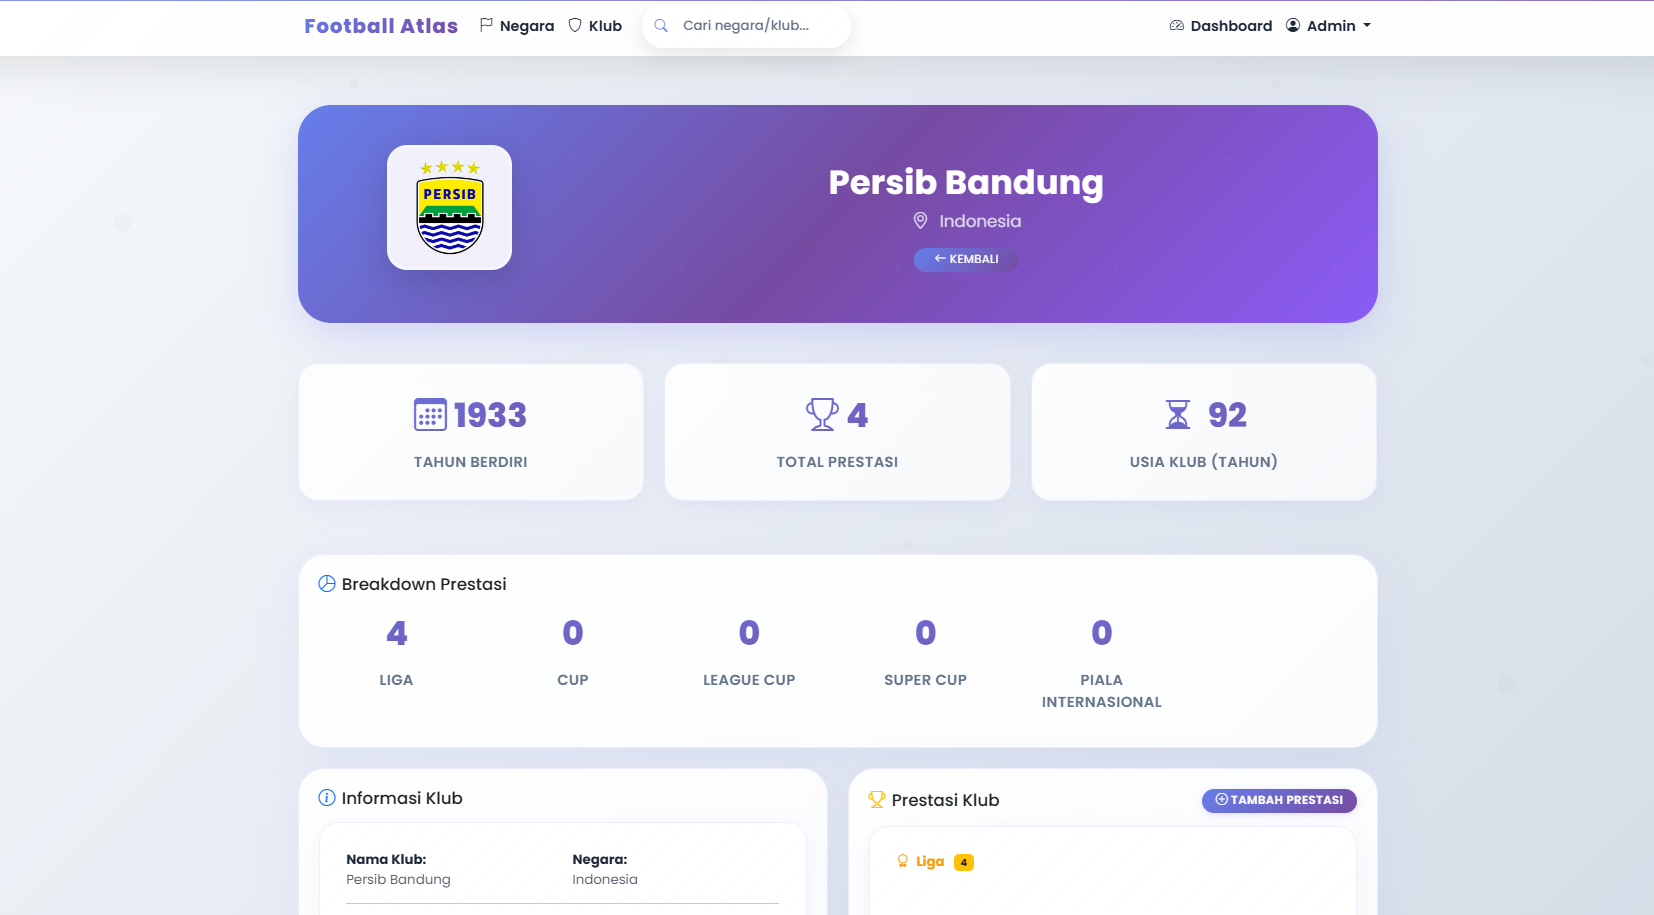 Football Atlas Negara Klub Cari negara/klub... Dashboard Admin
PERSIB
Persib Bandung
Indonesia
← KEMBALI
1933
TAHUN BERDIRI
4
TOTAL PRESTASI
92
USIA KLUB (TAHUN)
Breakdown Prestasi
4
LIGA
0
CUP
0
LEAGUE CUP
0
SUPER CUP
0
PIALA
INTERNASIONAL
Informasi Klub
Nama Klub:
Persib Bandung
Negara:
Indonesia
Prestasi Klub
TAMBAH PRESTASI
Liga 4